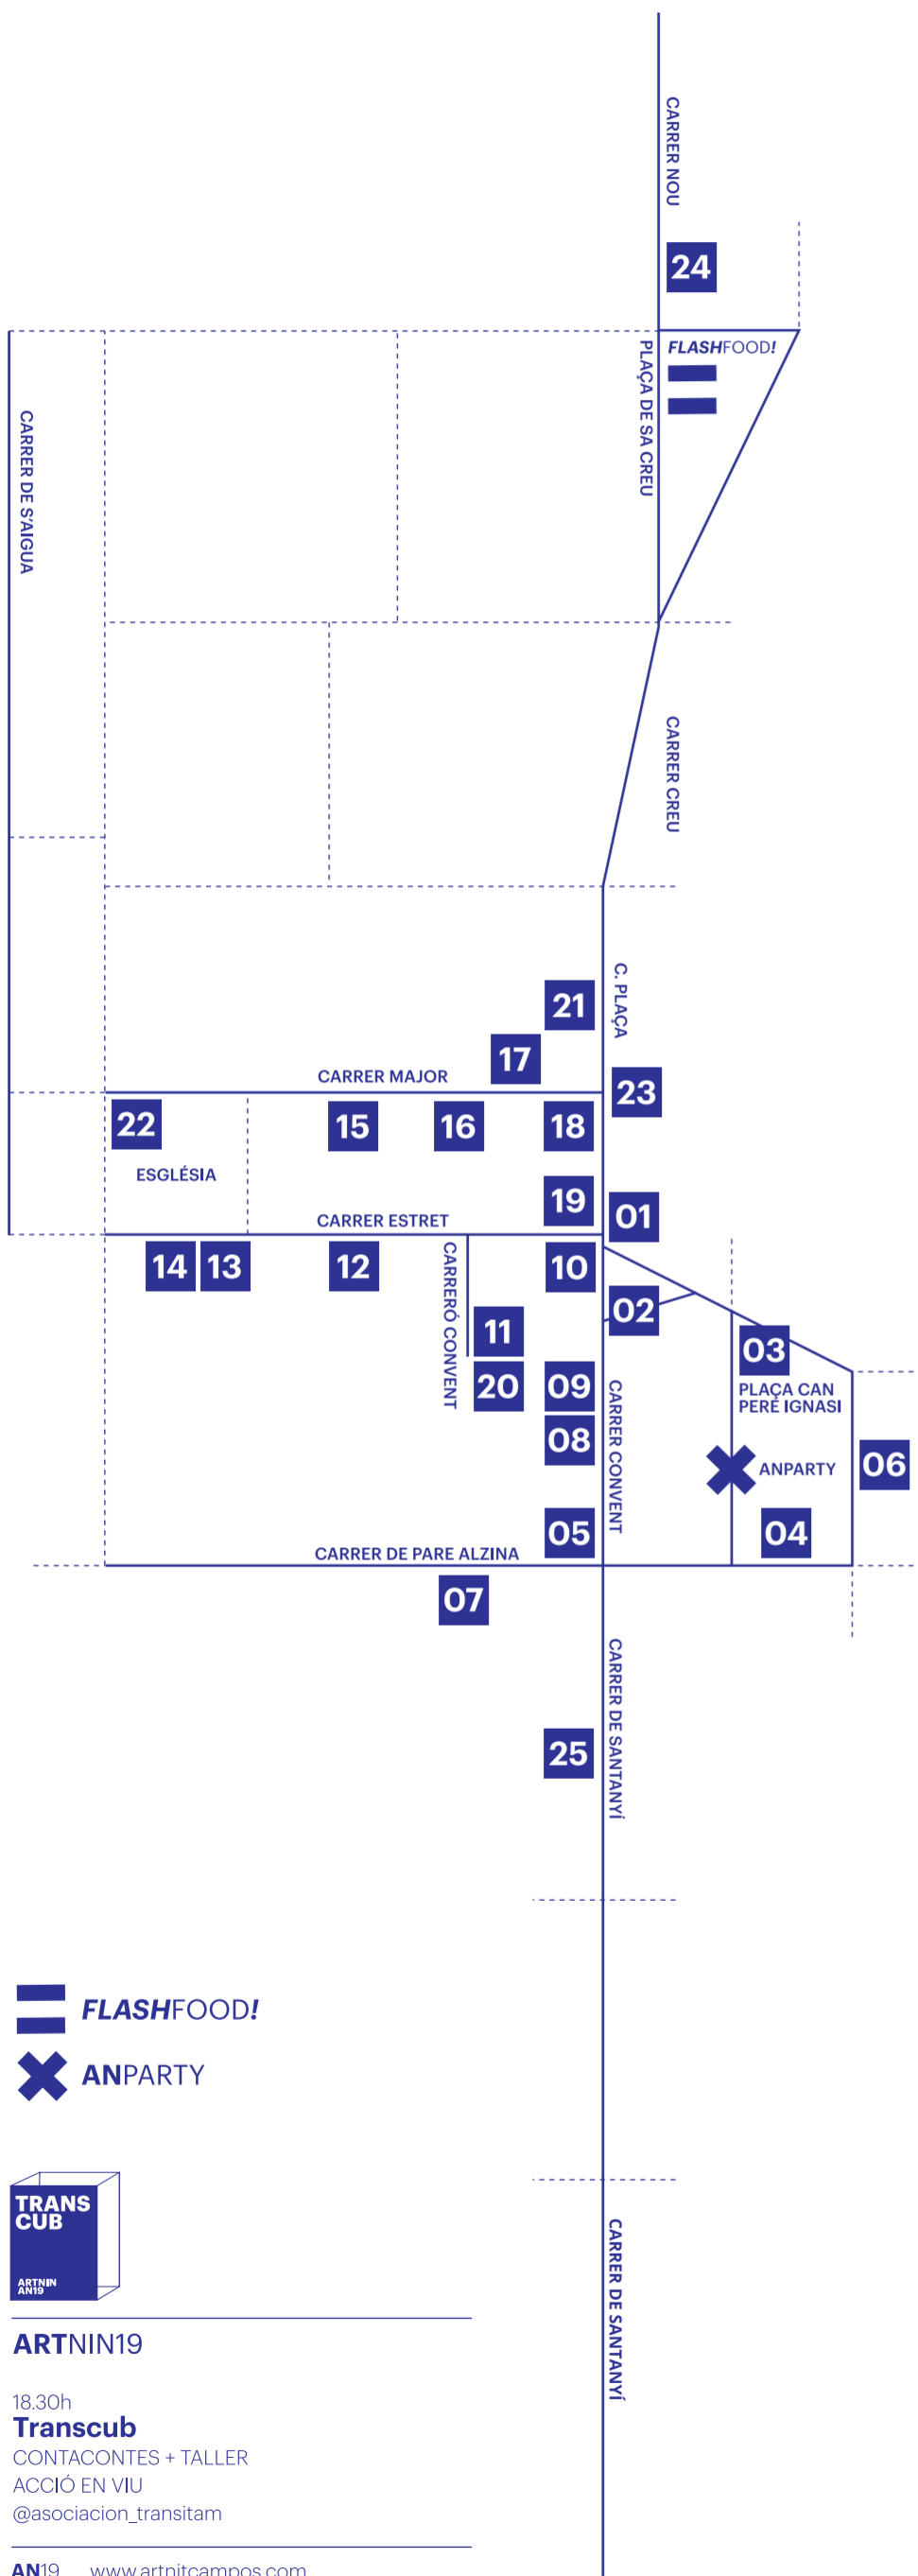 CARRER NOU
24
FLASHFOOD!
PLAÇA DE SA CREU
CARRER DE S'AIGUA
CARRER CREU
C. PLAÇA
21
17
CARRER MAJOR
23
22
15
16
18
ESGLÉSIA
19
01
CARRER ESTRET
14
13
12
10
CARRERÓ CONVENT
02
11
03
20
09
CARRER CONVENT
PLAÇA CAN
PERE IGNASI
08
ANPARTY
06
05
04
CARRER DE PARE ALZINA
07
CARRER DE SANTANYÍ
25
FLASHFOOD!
ANPARTY
TRANS
CUB
ARTNIN
AN19
CARRER DE SANTANYÍ
ARTNIN19
18.30h
Transcub
CONTACONTES + TALLER
ACCIÓ EN VIU
@asociacion_transitam
AN19 www.artnitcampos.com